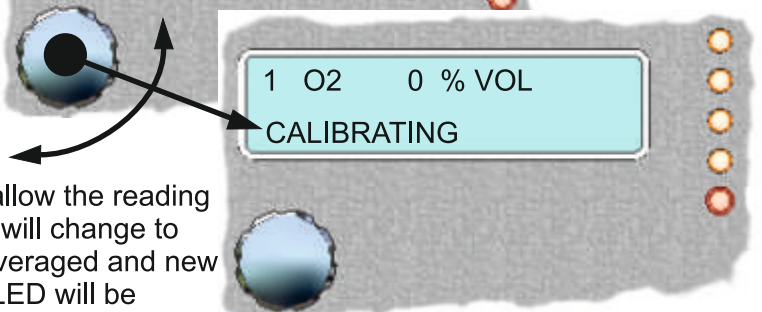 1 O2 0 % VOL
CALIBRATING
allow the reading
will change to
veraged and new
LED will be